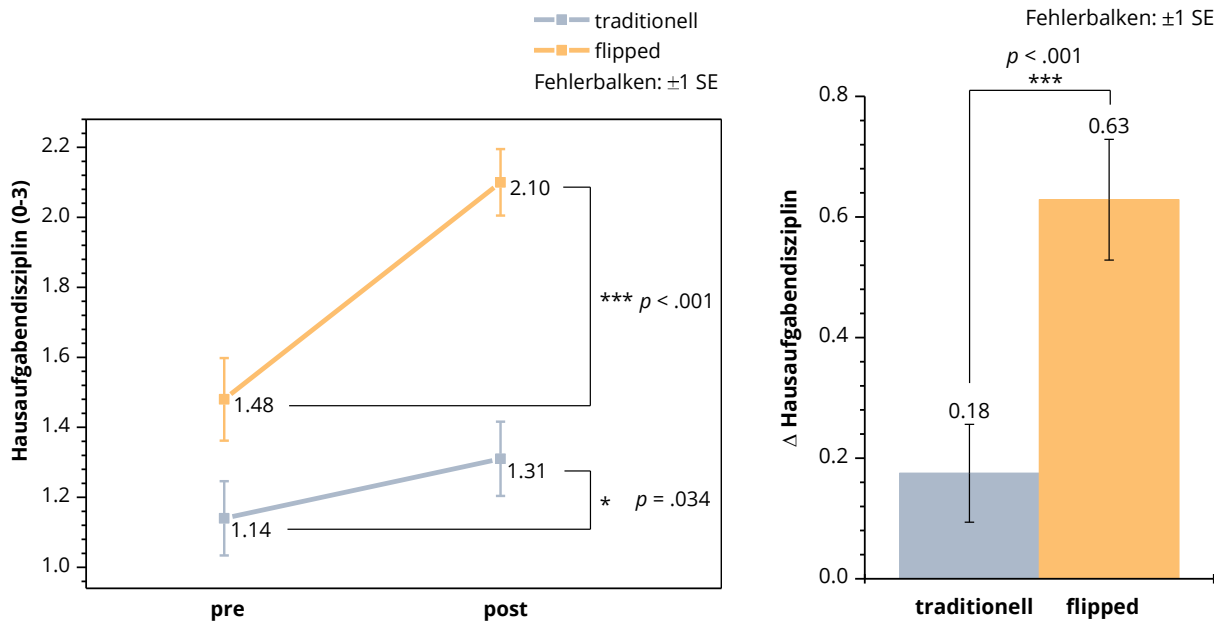 traditionell
flipped
Fehlerbalken: ±1 SE
Hausaufgabendisziplin (0-3)
2.2
2.0
1.8
1.6
1.4
1.2
1.0
2.10
1.48
1.31
1.14
*** p < .001
* p = .034
pre post
Fehlerbalken: ±1 SE
p < .001
***
Δ Hausaufgabendisziplin
0.8
0.6
0.4
0.2
0.0
0.63
0.18
traditionell flipped